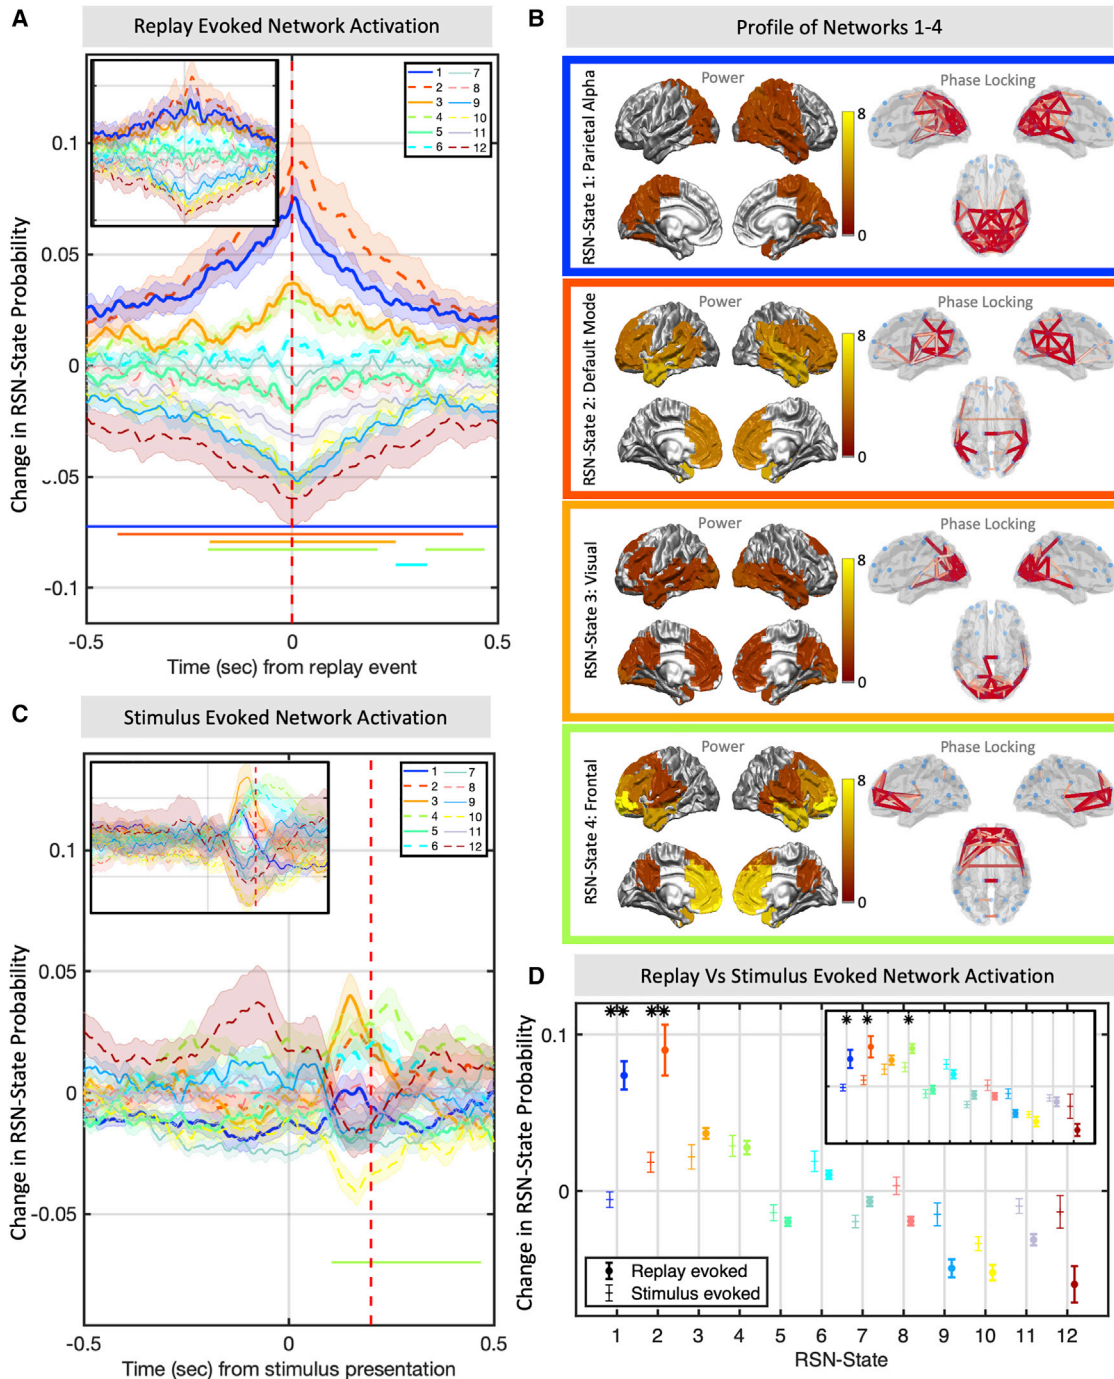 A
Replay Evoked Network Activation
1 7
2 8
3 9
4 10
5 11
6 12
0.1
0.05
0
.05
-0.1
Change in RSN-State Probability
-0.5 0 0.5
Time (sec) from replay event
B
Profile of Networks 1-4
RSN-State 1: Parietal Alpha
Power
8
0
Phase Locking
RSN-State 2: Default Mode
Power
8
0
Phase Locking
RSN-State 3: Visual
Power
8
0
Phase Locking
RSN-State 4: Frontal
Power
8
0
Phase Locking
C
Stimulus Evoked Network Activation
1 7
2 8
3 9
4 10
5 11
6 12
0.1
0.05
0
-0.05
Change in RSN-State Probability
-0.5 0 0.5
Time (sec) from stimulus presentation
D
Replay Vs Stimulus Evoked Network Activation
** **
* * *
0.1
0
Change in RSN-State Probability
Replay evoked
Stimulus evoked
1 2 3 4 5 6 7 8 9 10 11 12
RSN-State